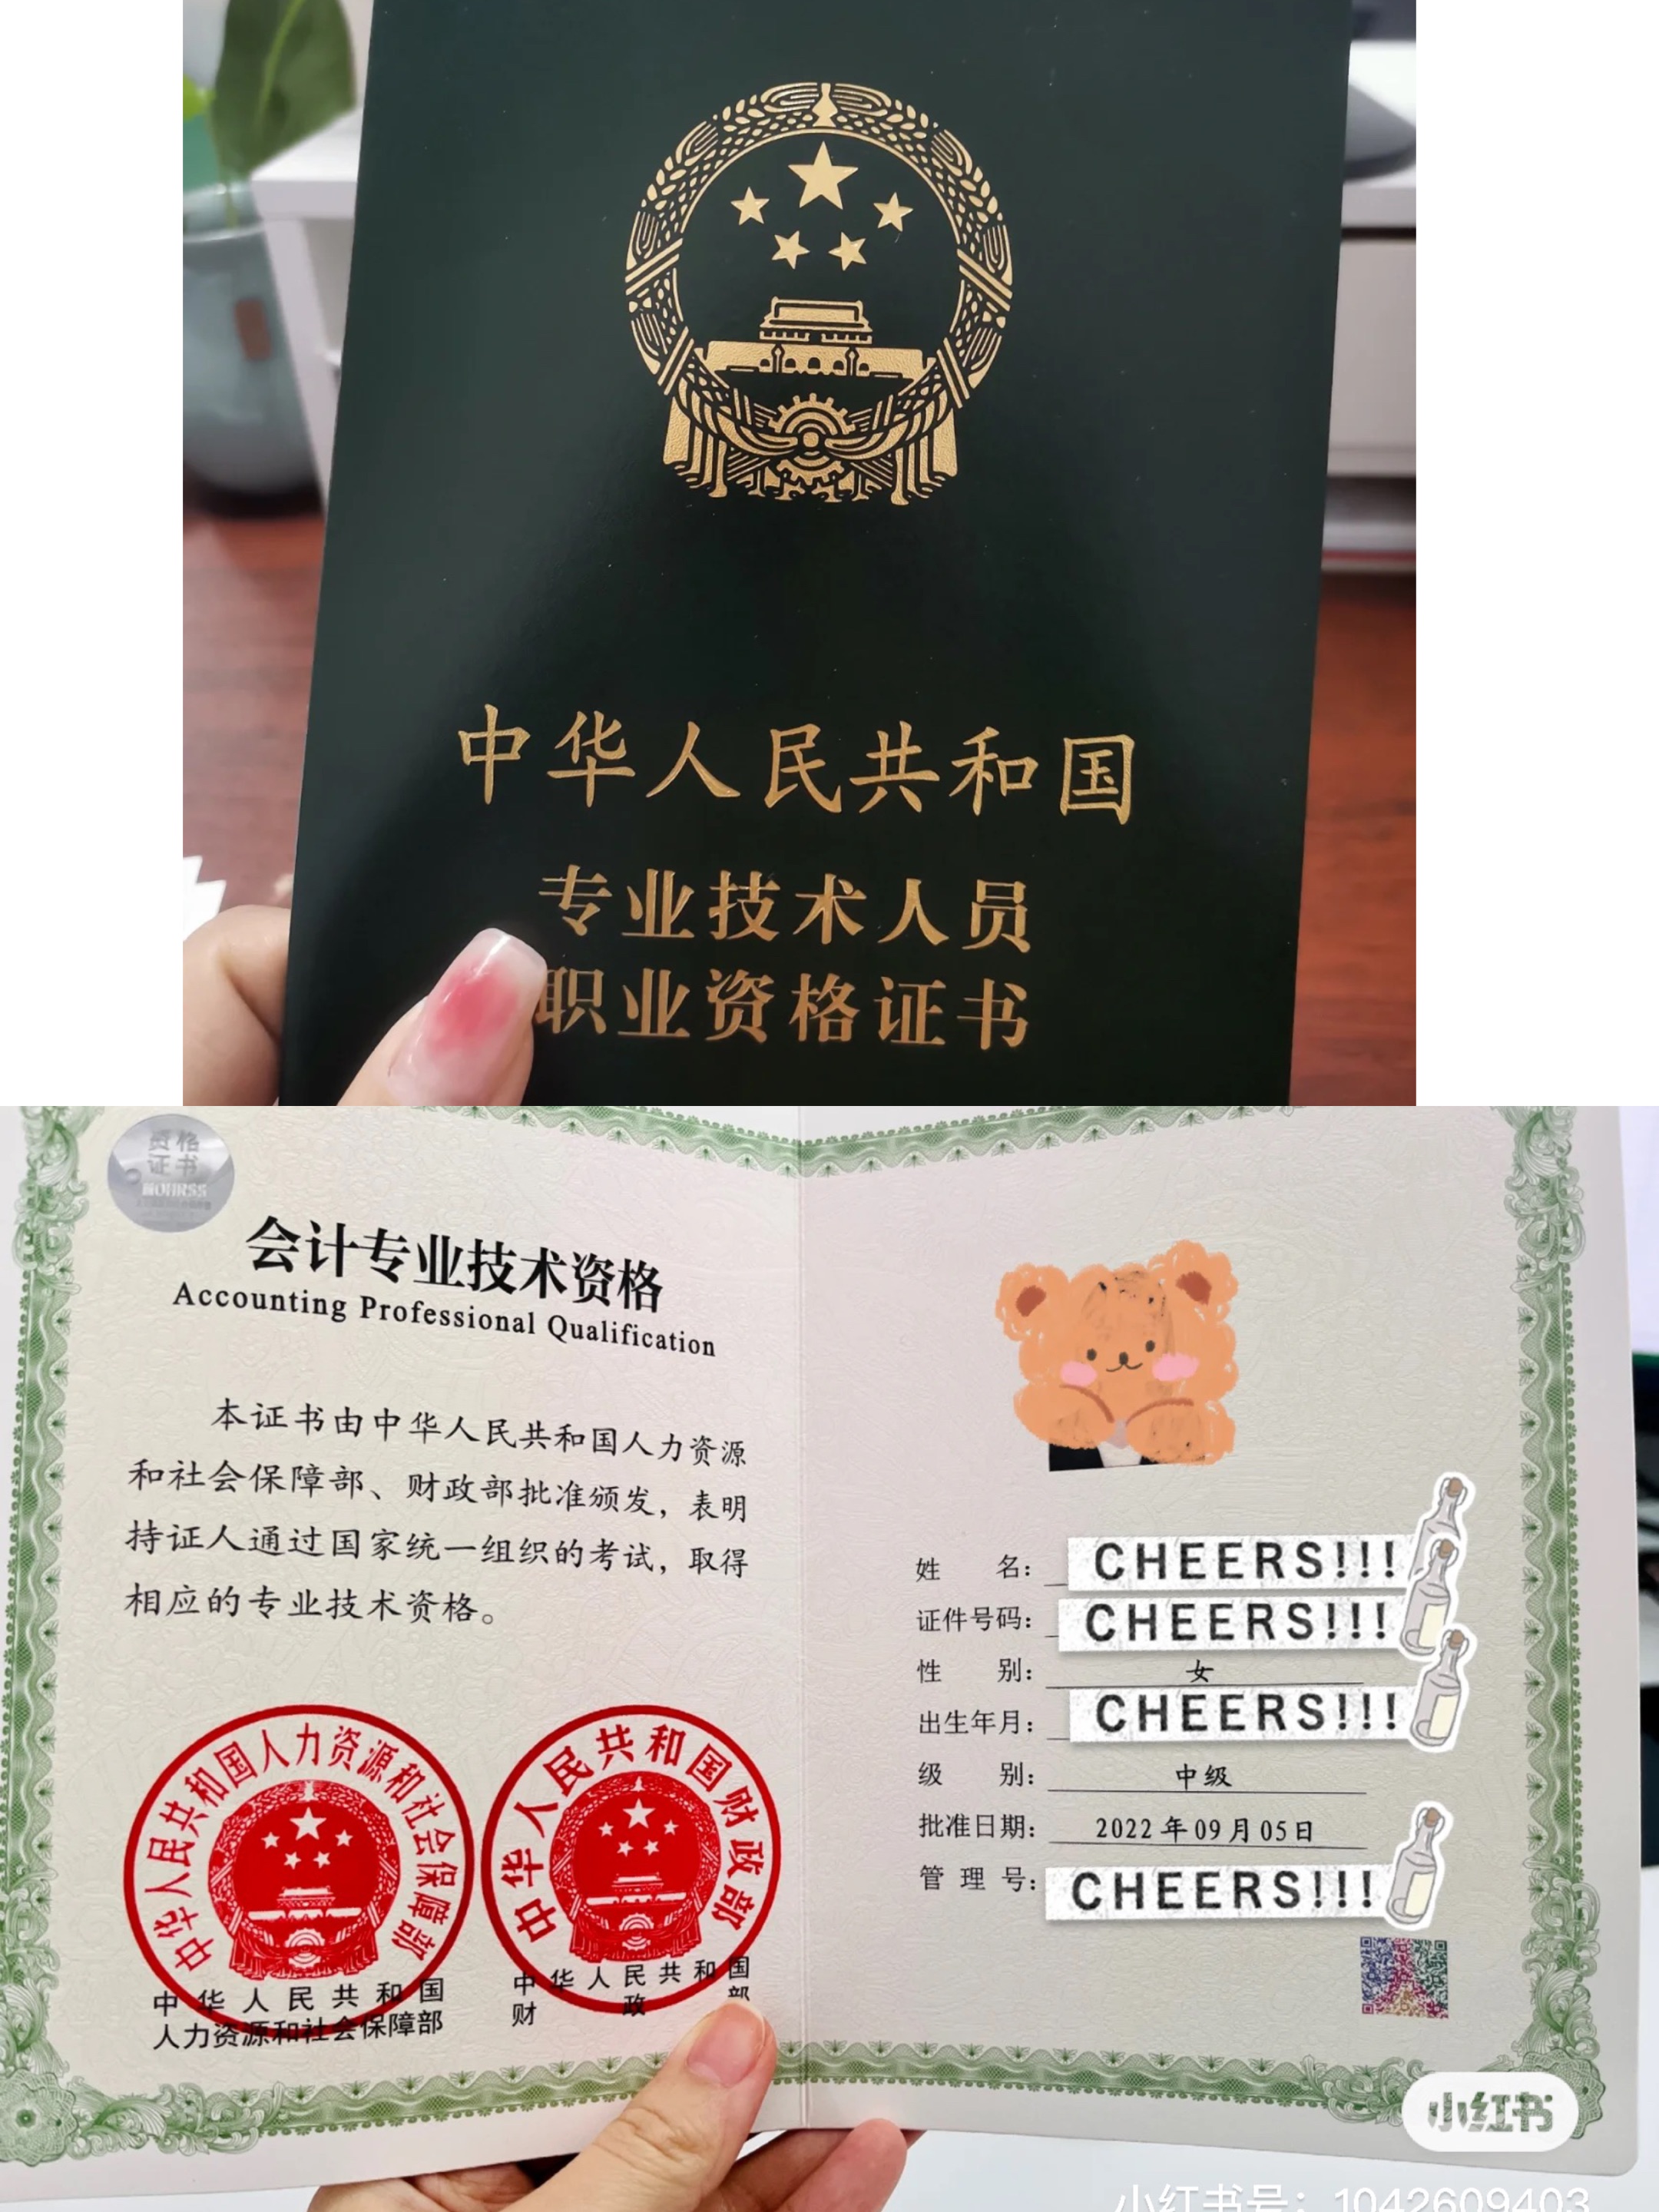 中华人民共和国
专业技术人员
职业资格证书
资格
证书
MOHRSS
会计专业技术资格
Accounting Professional Qualification
本证书由中华人民共和国人力资源
和社会保障部、财政部批准颁发，表明
持证人通过国家统一组织的考试，取得
相应的专业技术资格。
中华人民共和国人力资源和社会保障部
中华人民共和国
人力资源和社会保障部
中华人民共和国财政部
中华人民共和国
财政部
姓名：CHEERS!!!
证件号码：CHEERS!!!
性别：女
出生年月：CHEERS!!!
级别：中级
批准日期：2022年09月05日
管理号：CHEERS!!!
小红书
小红书号：1042609403